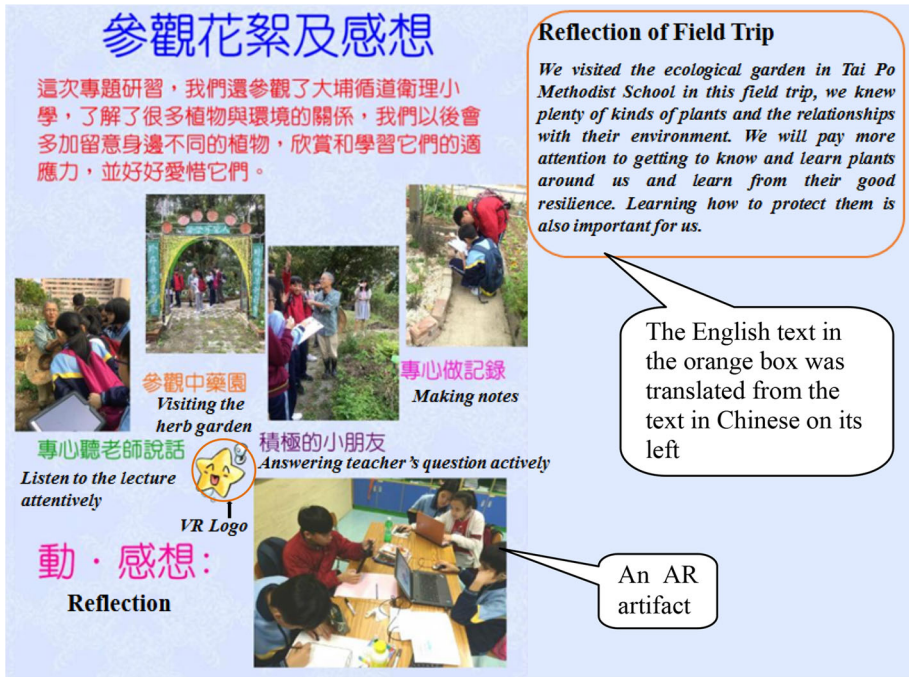 參觀花絮及感想
這次專題研習，我們還參觀了大埔循道衛理小
學，了解了很多植物與環境的關係，我們以後會
多加留意身邊不同的植物，欣賞和學習它們的適
應力，並好好愛惜它們。
Reflection of Field Trip
We visited the ecological garden in Tai Po
Methodist School in this field trip, we knew
plenty of kinds of plants and the relationships
with their environment. We will pay more
attention to getting to know and learn plants
around us and learn from their good
resilience. Learning how to protect them is
also important for us.
The English text in
the orange box was
translated from the
text in Chinese on its
left
專心做記錄
Making notes
參觀中藥園
Visiting the
herb garden
專心聽老師說話
Listen to the lecture
attentively
積極的小朋友
Answering teacher's question actively
VR Logo
動·感想:
Reflection
An AR
artifact